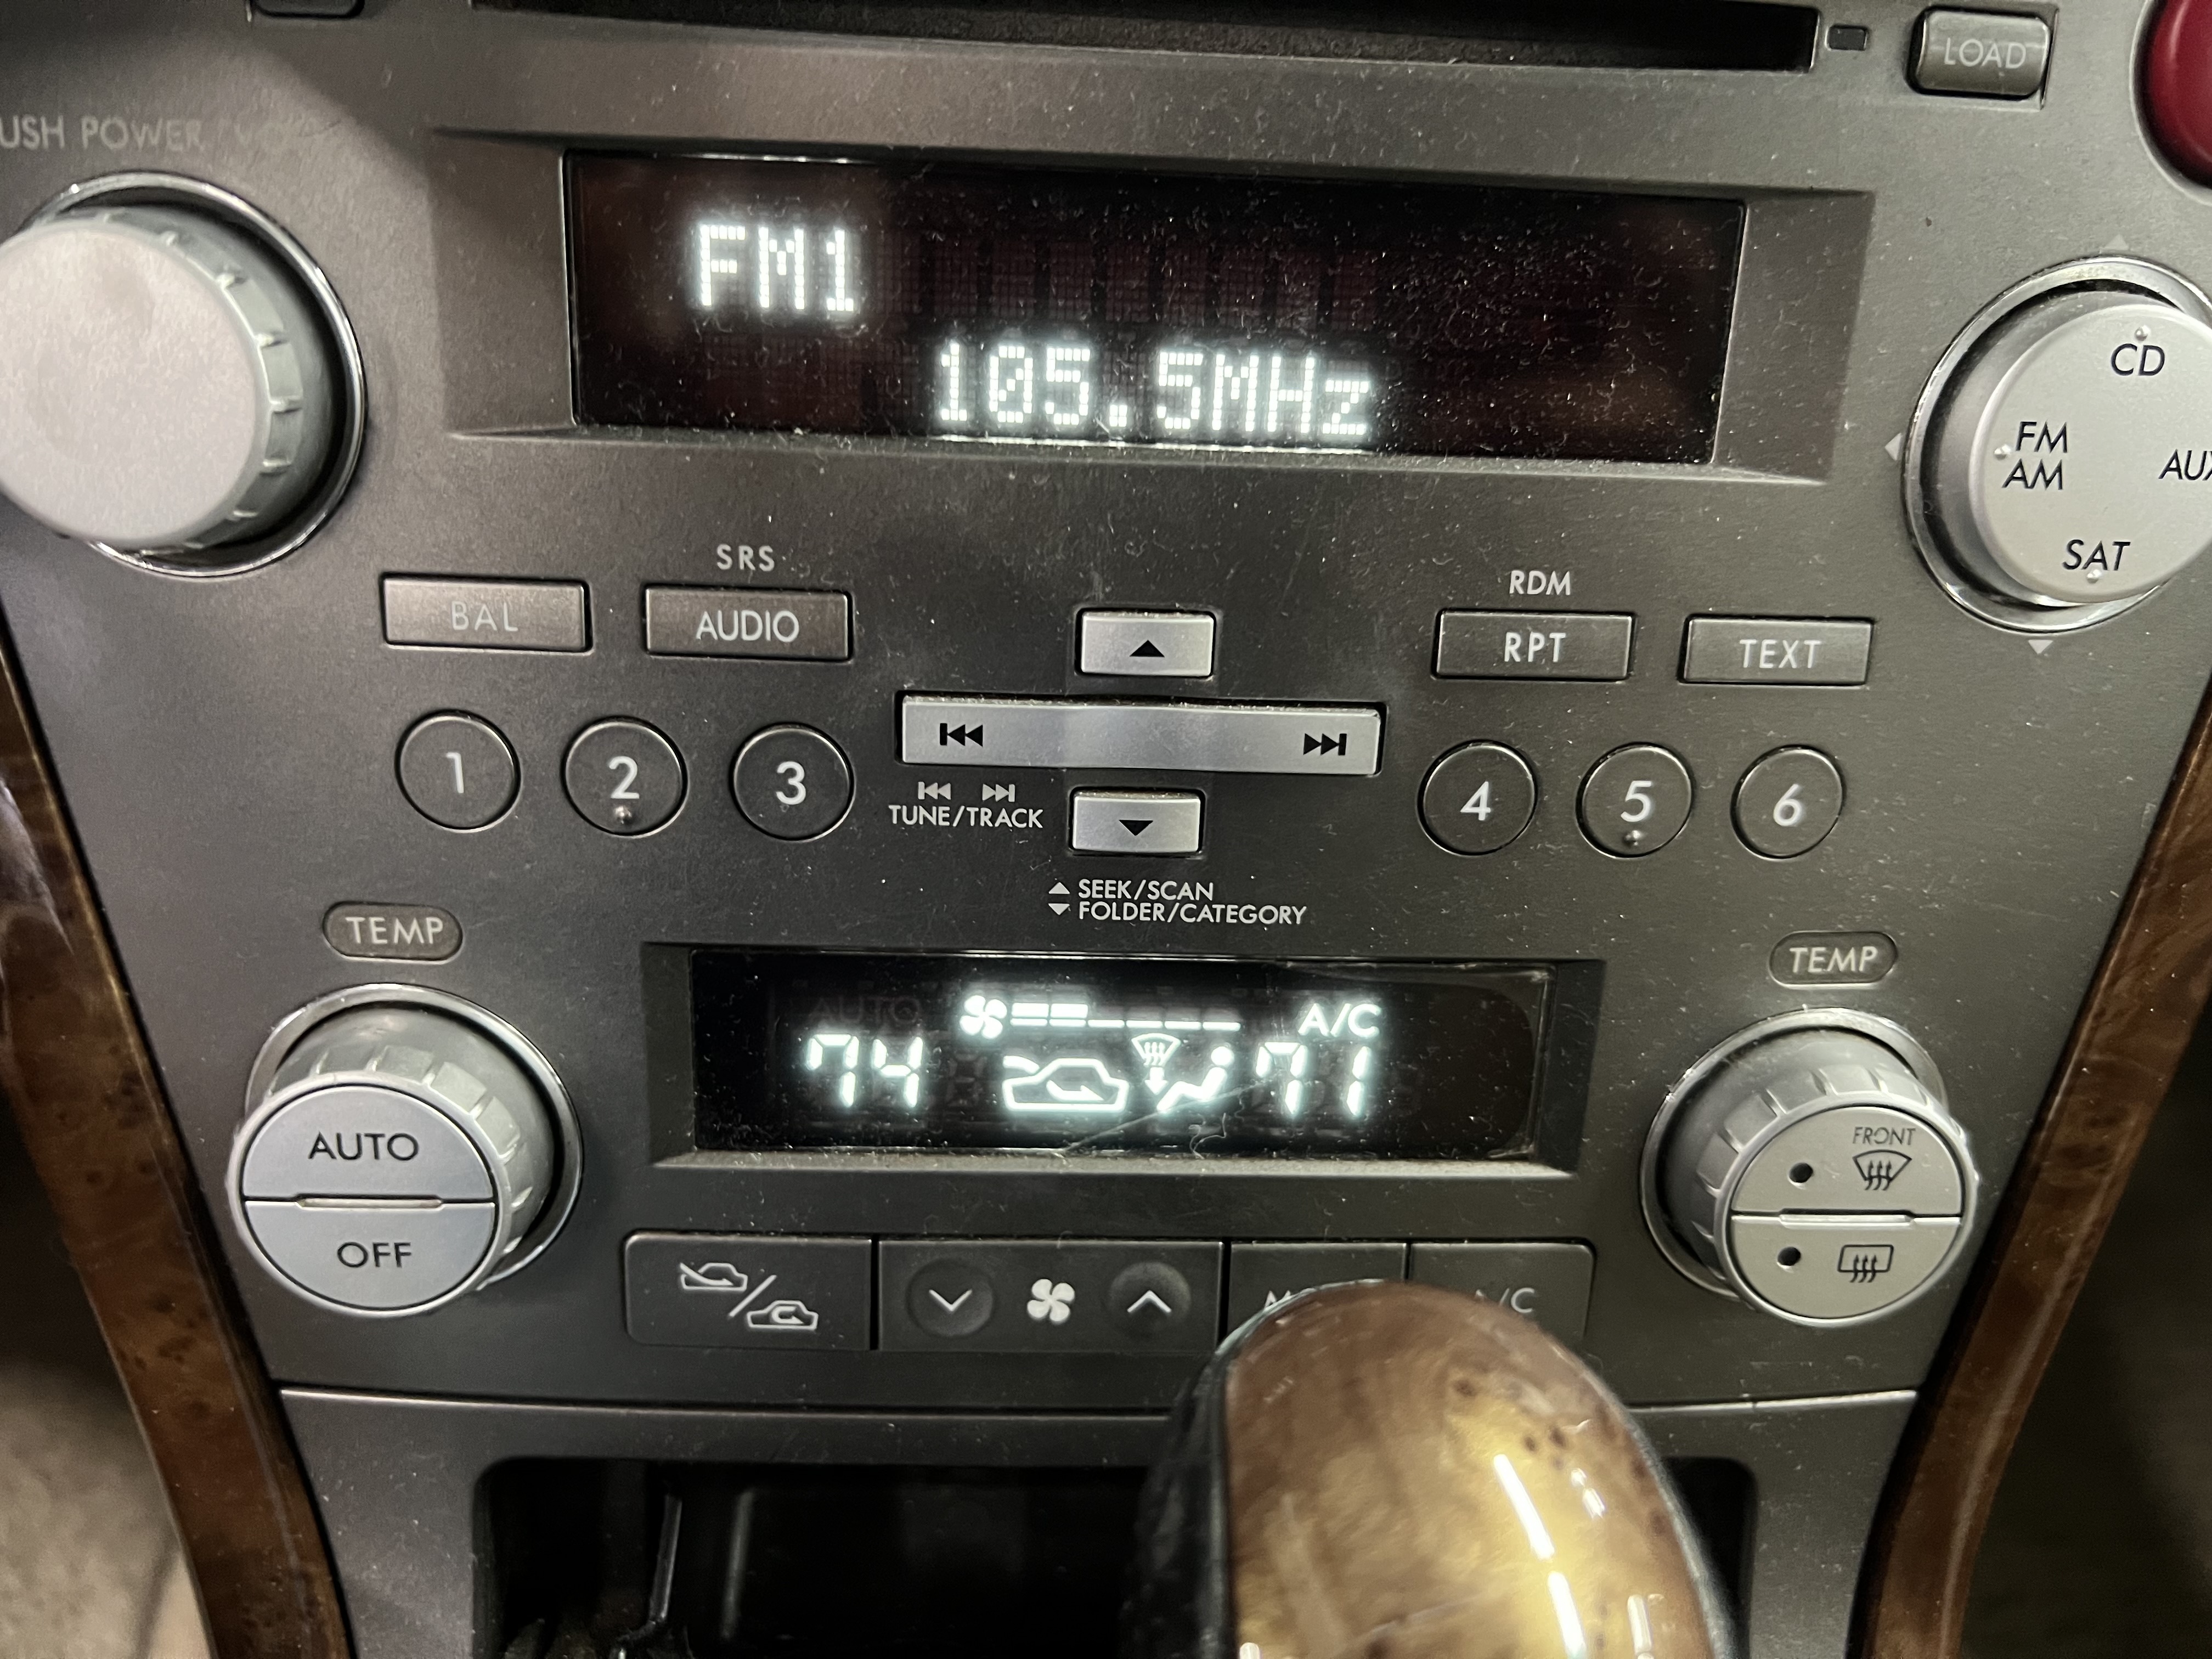 LOAD
USH POWER
FM1
105.5MHz
CD
FM
AM
AUX
SAT
SRS
BAL
AUDIO
RDM
RPT
TEXT
1
2
3
4
5
6
TUNE/TRACK
SEEK/SCAN
FOLDER/CATEGORY
TEMP
TEMP
AUTO
A/C
74
71
AUTO
OFF
FRONT
/C